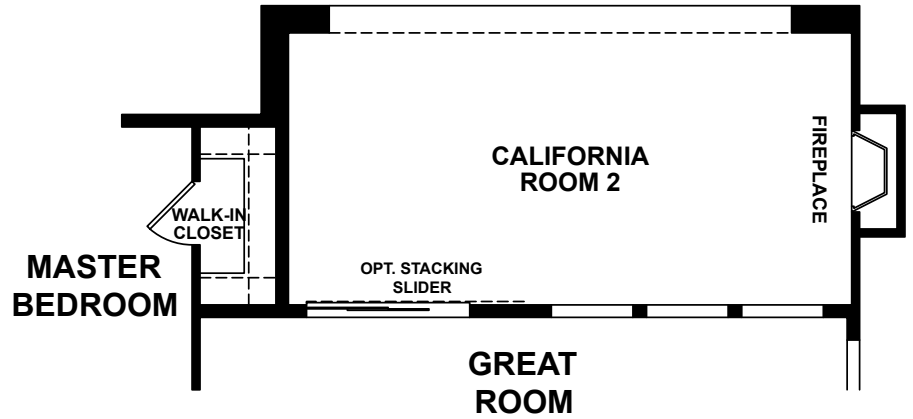 CALIFORNIA
ROOM 2
FIREPLACE
WALK-IN
CLOSET
MASTER
BEDROOM
OPT. STACKING
SLIDER
GREAT
ROOM